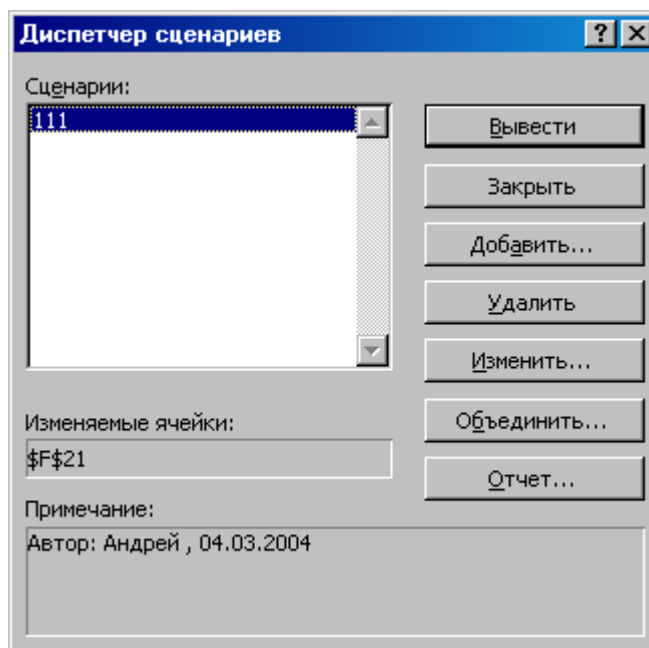 Диспетчер сценариев
Сценарии:
111
Вывести
Закрыть
Добавить...
Удалить
Изменить...
Объединить...
Отчет...
Изменяемые ячейки:
$F$21
Примечание:
Автор: Андрей , 04.03.2004